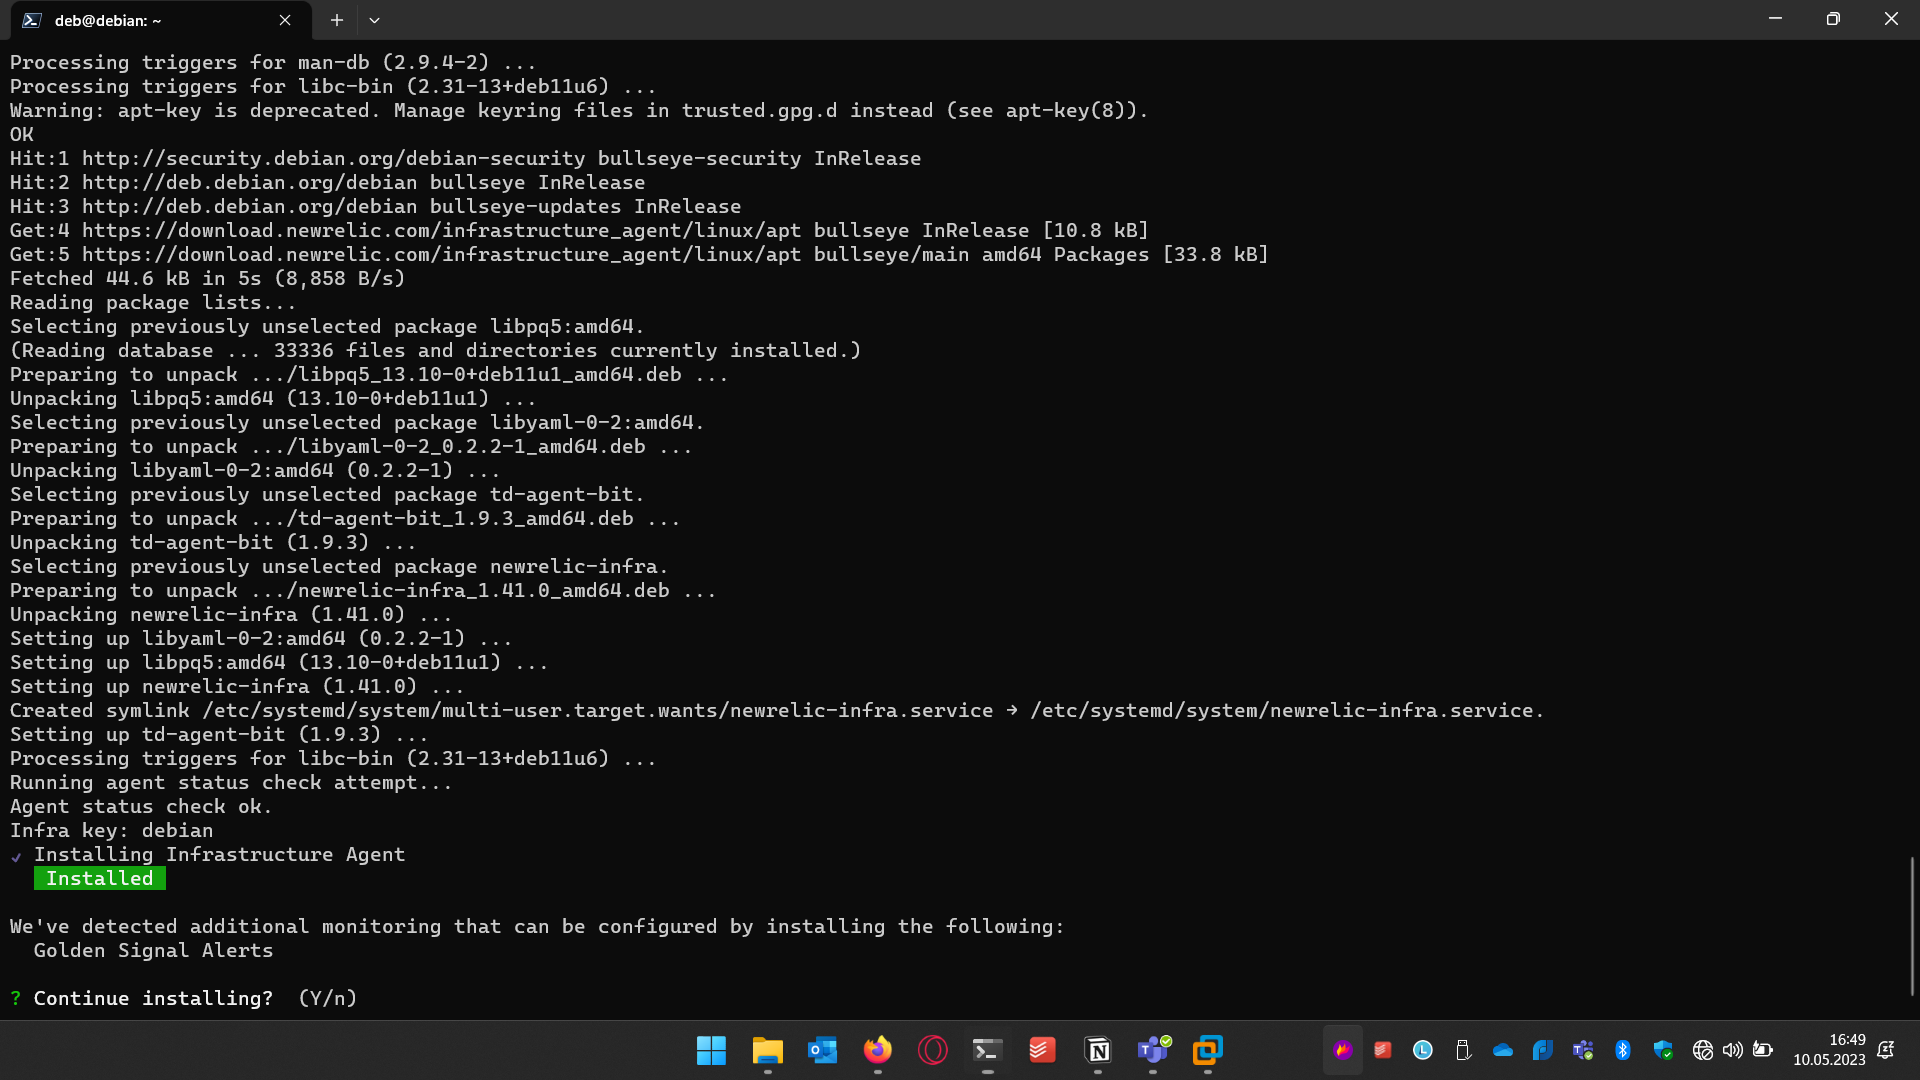 deb@debian: ~
Processing triggers for man-db (2.9.4-2) ...
Processing triggers for libc-bin (2.31-13+deb11u6) ...
Warning: apt-key is deprecated. Manage keyring files in trusted.gpg.d instead (see apt-key(8)).
OK
Hit:1 http://security.debian.org/debian-security bullseye-security InRelease
Hit:2 http://deb.debian.org/debian bullseye InRelease
Hit:3 http://deb.debian.org/debian bullseye-updates InRelease
Get:4 https://download.newrelic.com/infrastructure_agent/linux/apt bullseye InRelease [10.8 kB]
Get:5 https://download.newrelic.com/infrastructure_agent/linux/apt bullseye/main amd64 Packages [33.8 kB]
Fetched 44.6 kB in 5s (8,858 B/s)
Reading package lists...
Selecting previously unselected package libpq5:amd64.
(Reading database ... 33336 files and directories currently installed.)
Preparing to unpack .../libpq5_13.10-0+deb11u1_amd64.deb ...
Unpacking libpq5:amd64 (13.10-0+deb11u1) ...
Selecting previously unselected package libyaml-0-2:amd64.
Preparing to unpack .../libyaml-0-2_0.2.2-1_amd64.deb ...
Unpacking libyaml-0-2:amd64 (0.2.2-1) ...
Selecting previously unselected package td-agent-bit.
Preparing to unpack .../td-agent-bit_1.9.3_amd64.deb ...
Unpacking td-agent-bit (1.9.3) ...
Selecting previously unselected package newrelic-infra.
Preparing to unpack .../newrelic-infra_1.41.0_amd64.deb ...
Unpacking newrelic-infra (1.41.0) ...
Setting up libyaml-0-2:amd64 (0.2.2-1) ...
Setting up libpq5:amd64 (13.10-0+deb11u1) ...
Setting up newrelic-infra (1.41.0) ...
Created symlink /etc/systemd/system/multi-user.target.wants/newrelic-infra.service → /etc/systemd/system/newrelic-infra.service.
Setting up td-agent-bit (1.9.3) ...
Processing triggers for libc-bin (2.31-13+deb11u6) ...
Running agent status check attempt...
Agent status check ok.
Infra key: debian
✓ Installing Infrastructure Agent
Installed
We've detected additional monitoring that can be configured by installing the following:
Golden Signal Alerts
? Continue installing? (Y/n)
16:49
10.05.2023